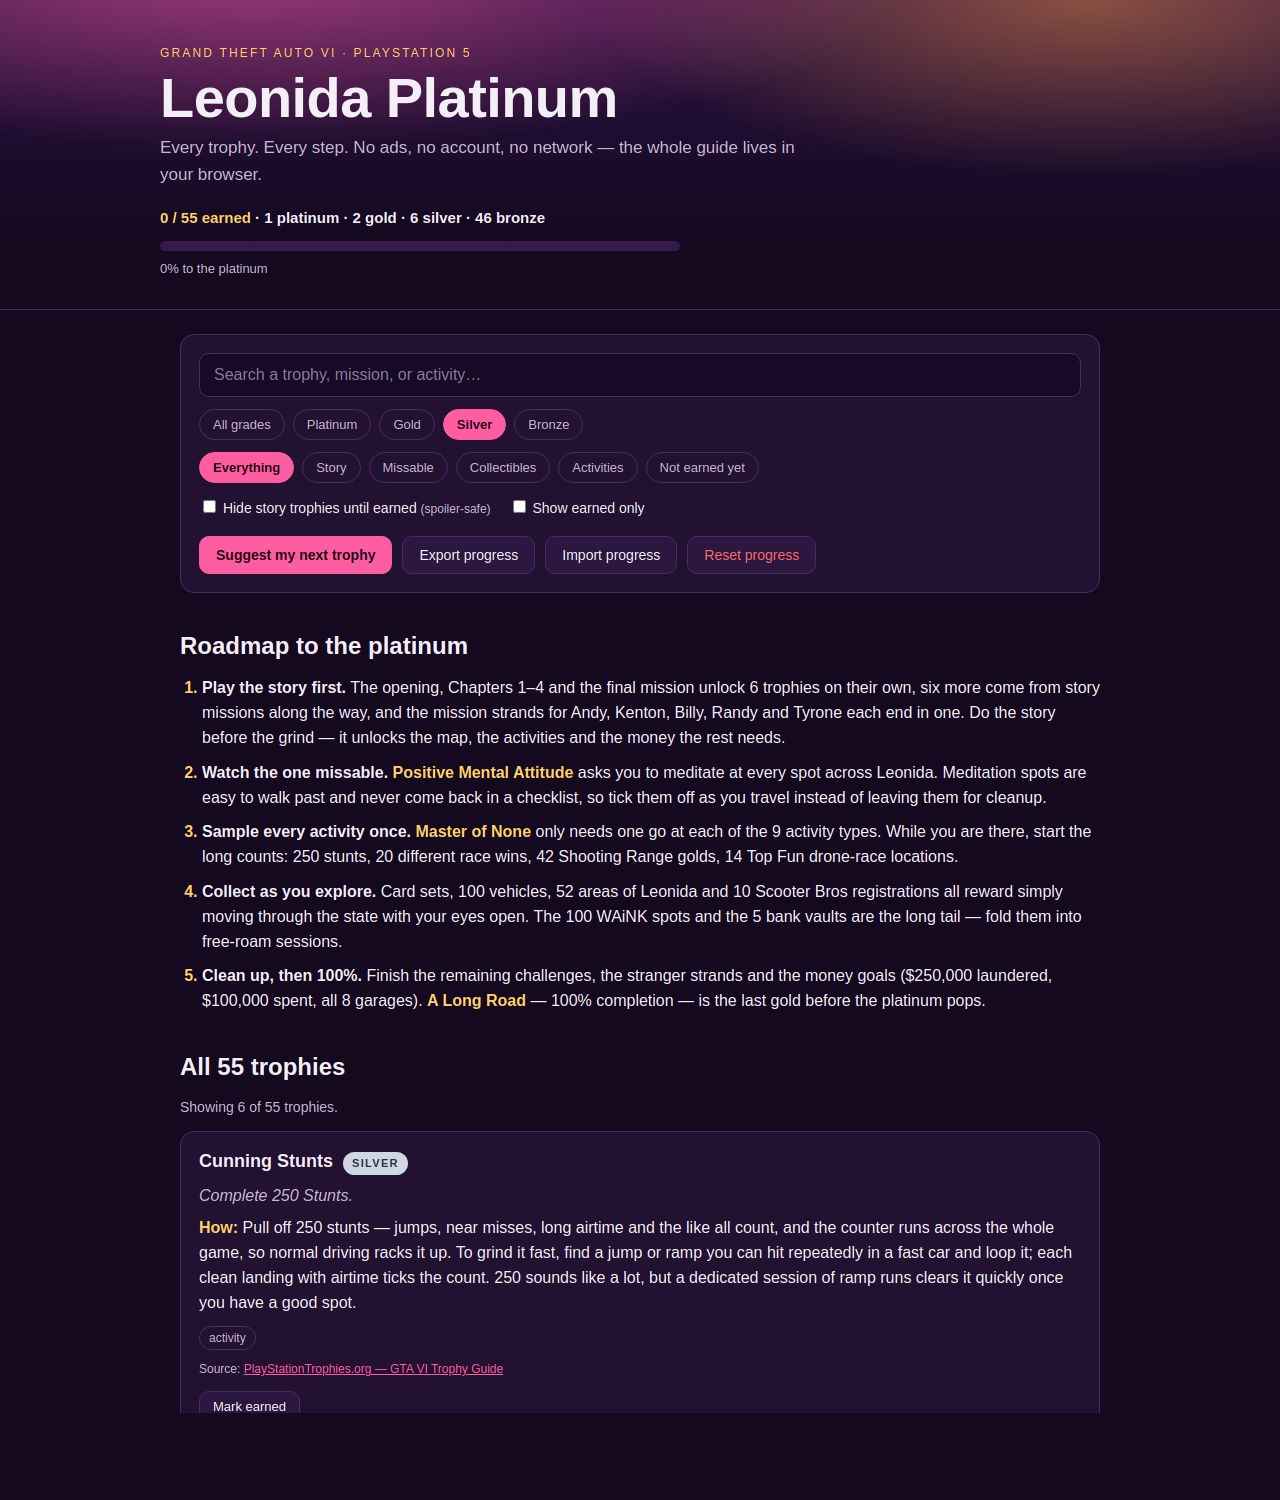 GRAND THEFT AUTO VI · PLAYSTATION 5
Leonida Platinum
Every trophy. Every step. No ads, no account, no network — the whole guide lives in
your browser.
0 / 55 earned · 1 platinum · 2 gold · 6 silver · 46 bronze
0% to the platinum
Search a trophy, mission, or activity…
All grades Platinum Gold Silver Bronze
Everything Story Missable Collectibles Activities Not earned yet
Hide story trophies until earned (spoiler-safe) Show earned only
Suggest my next trophy Export progress Import progress Reset progress
Roadmap to the platinum
1. Play the story first. The opening, Chapters 1–4 and the final mission unlock 6 trophies on their own, six more come from story
missions along the way, and the mission strands for Andy, Kenton, Billy, Randy and Tyrone each end in one. Do the story
before the grind — it unlocks the map, the activities and the money the rest needs.
2. Watch the one missable. Positive Mental Attitude asks you to meditate at every spot across Leonida. Meditation spots are
easy to walk past and never come back in a checklist, so tick them off as you travel instead of leaving them for cleanup.
3. Sample every activity once. Master of None only needs one go at each of the 9 activity types. While you are there, start the
long counts: 250 stunts, 20 different race wins, 42 Shooting Range golds, 14 Top Fun drone-race locations.
4. Collect as you explore. Card sets, 100 vehicles, 52 areas of Leonida and 10 Scooter Bros registrations all reward simply
moving through the state with your eyes open. The 100 WAiNK spots and the 5 bank vaults are the long tail — fold them into
free-roam sessions.
5. Clean up, then 100%. Finish the remaining challenges, the stranger strands and the money goals ($250,000 laundered,
$100,000 spent, all 8 garages). A Long Road — 100% completion — is the last gold before the platinum pops.
All 55 trophies
Showing 6 of 55 trophies.
Cunning Stunts SILVER
Complete 250 Stunts.
How: Pull off 250 stunts — jumps, near misses, long airtime and the like all count, and the counter runs across the whole
game, so normal driving racks it up. To grind it fast, find a jump or ramp you can hit repeatedly in a fast car and loop it; each
clean landing with airtime ticks the count. 250 sounds like a lot, but a dedicated session of ramp runs clears it quickly once
you have a good spot.
activity
Source: PlayStationTrophies.org — GTA VI Trophy Guide
Mark earned